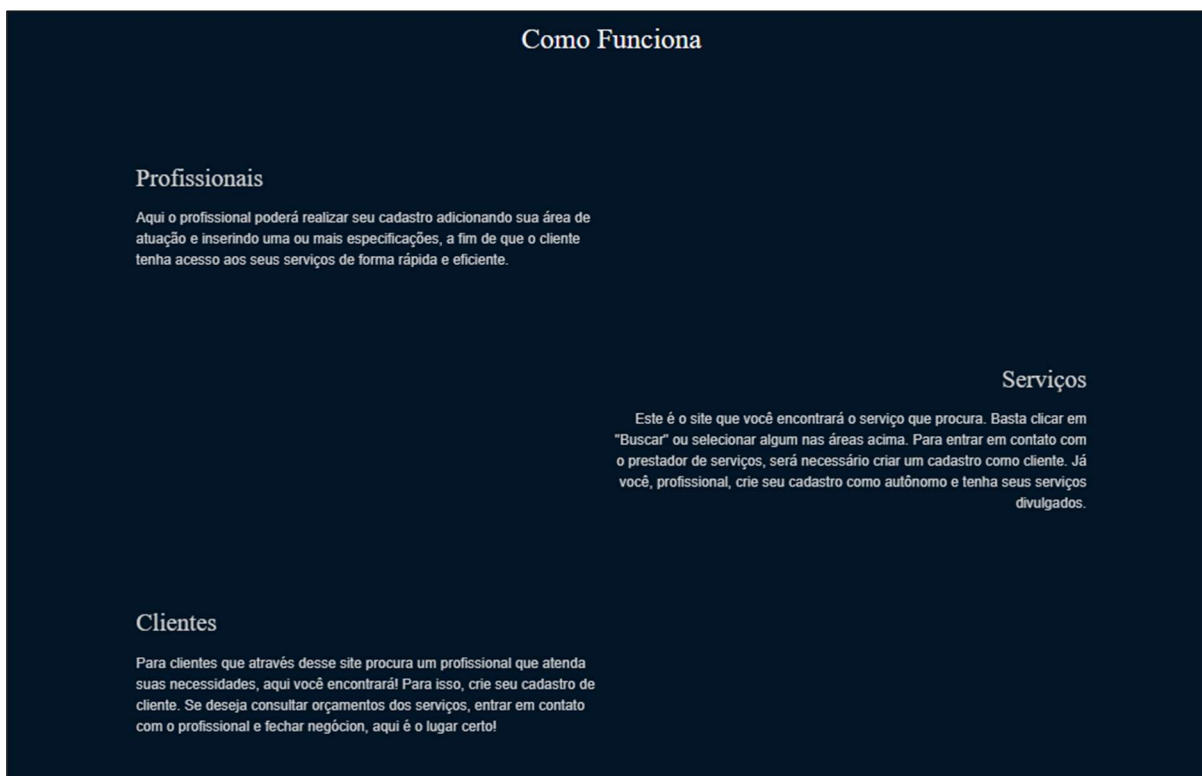 Como Funciona
Profissionais
Aqui o profissional poderá realizar seu cadastro adicionando sua área de
atuação e inserindo uma ou mais especificações, a fim de que o cliente
tenha acesso aos seus serviços de forma rápida e eficiente.
Serviços
Este é o site que você encontrará o serviço que procura. Basta clicar em
"Buscar" ou selecionar algum nas áreas acima. Para entrar em contato com
o prestador de serviços, será necessário criar um cadastro como cliente. Já
você, profissional, crie seu cadastro como autônomo e tenha seus serviços
divulgados.
Clientes
Para clientes que através desse site procura um profissional que atenda
suas necessidades, aqui você encontrará! Para isso, crie seu cadastro de
cliente. Se deseja consultar orçamentos dos serviços, entrar em contato
com o profissional e fechar negócion, aqui é o lugar certo!